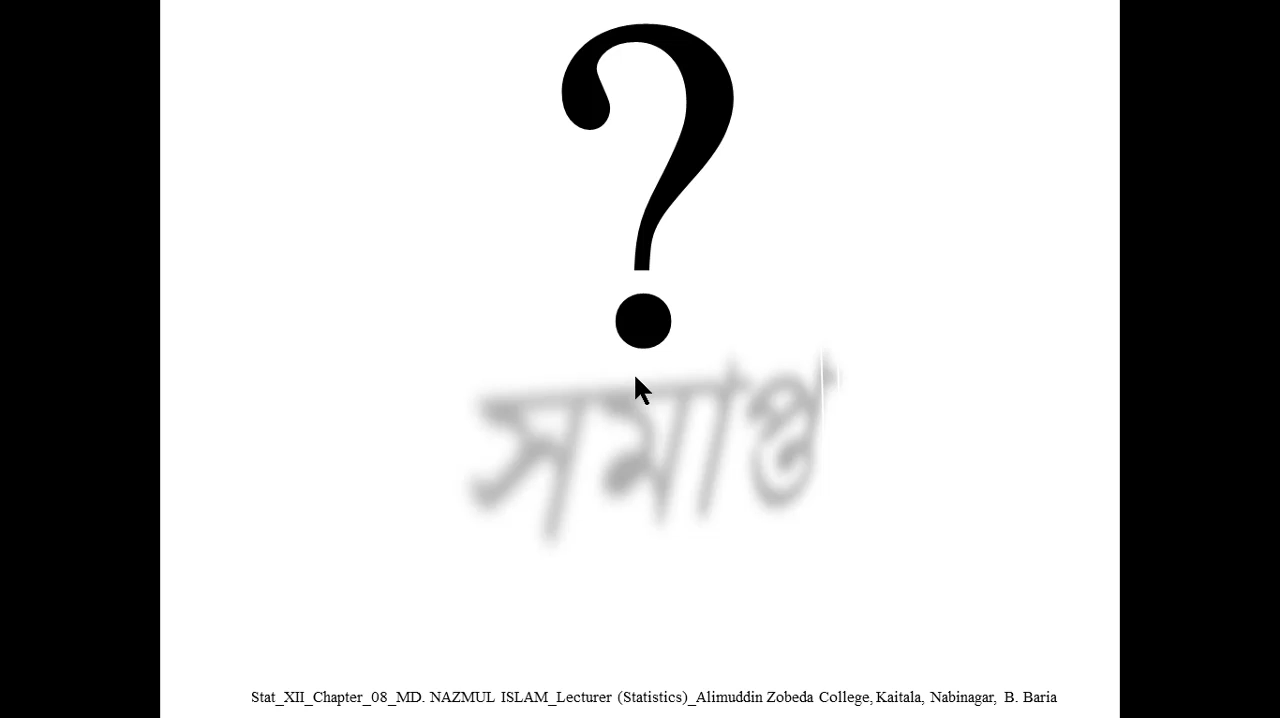 ?
সমাপ্ত
Stat_XII_Chapter_08_MD. NAZMUL ISLAM_Lecturer (Statistics)_Alimuddin Zobeda College, Kaitala, Nabinagar, B. Baria